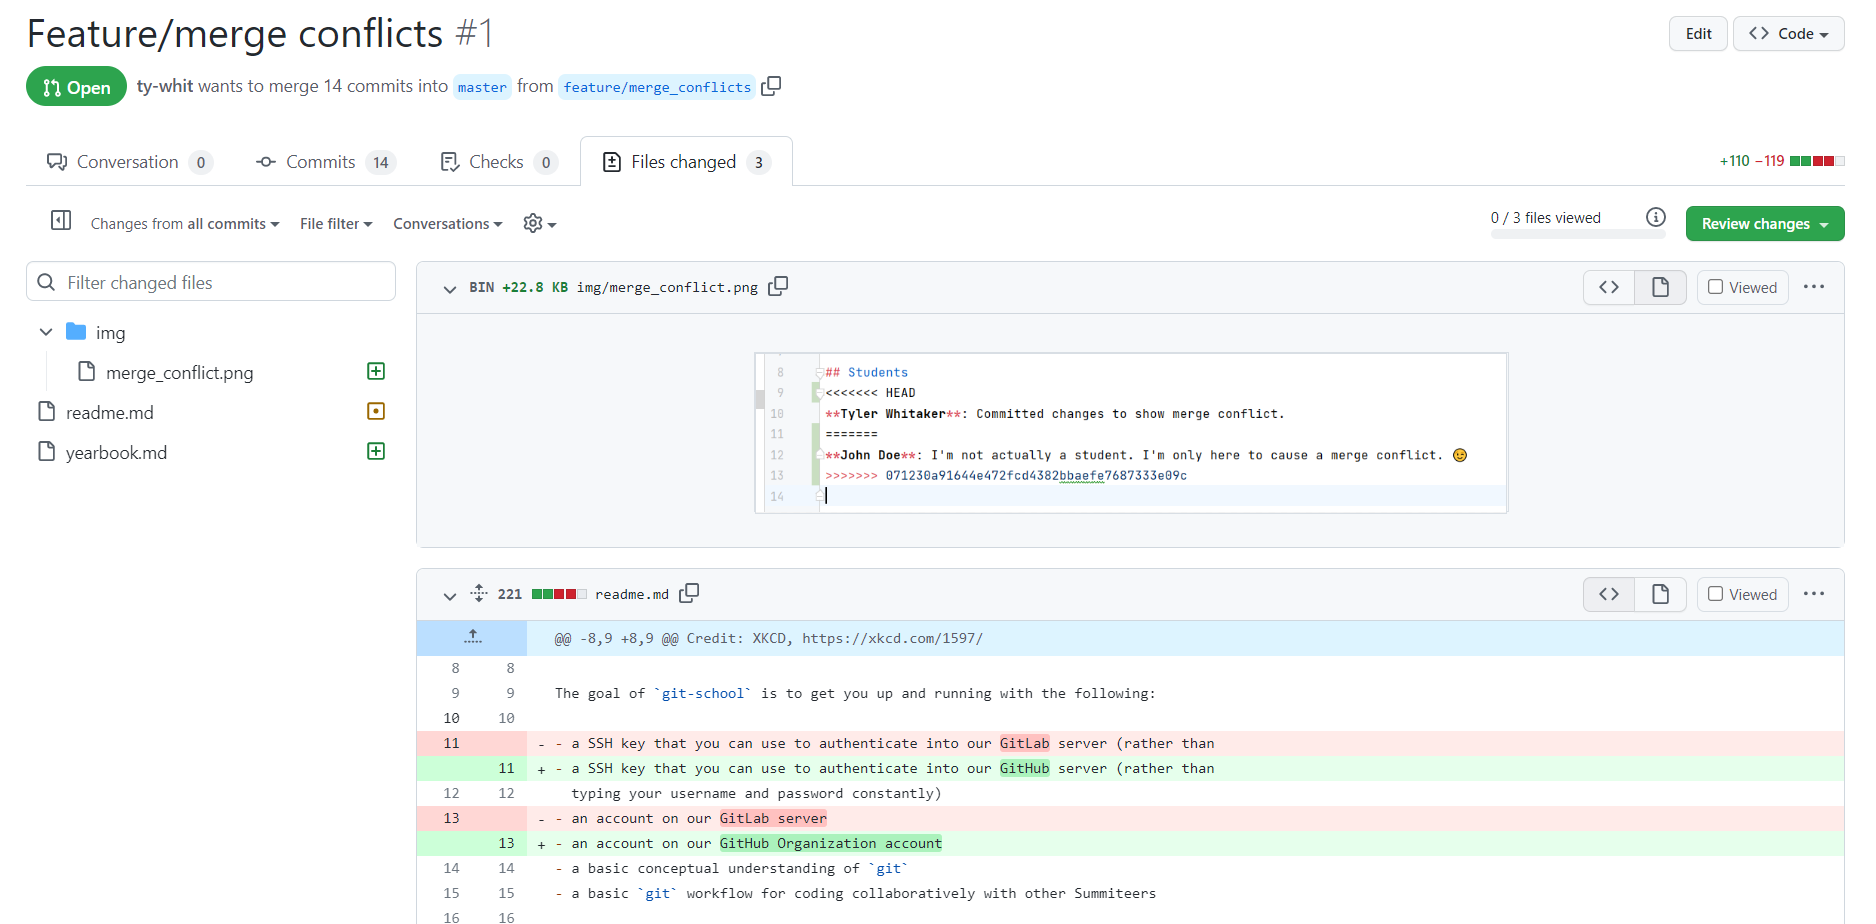 Feature/merge conflicts #1
Edit
Code
Open
ty-whit wants to merge 14 commits into master from feature/merge_conflicts
Conversation 0
Commits 14
Checks 0
Files changed 3
+110 −119
Changes from all commits
File filter
Conversations
0 / 3 files viewed
Review changes
Filter changed files
img
merge_conflict.png
readme.md
yearbook.md
BIN +22.8 KB img/merge_conflict.png
Viewed
8 ## Students
9 <<<<<<< HEAD
10 **Tyler Whitaker**: Committed changes to show merge conflict.
11 =======
12 **John Doe**: I'm not actually a student. I'm only here to cause a merge conflict. 😉
13 >>>>>>> 071230a91644e472fcd4382bbaefe7687333e09c
14
221 readme.md
Viewed
@@ -8,9 +8,9 @@ Credit: XKCD, https://xkcd.com/1597/
8 8
9 9 The goal of `git-school` is to get you up and running with the following:
10 10
11 - - a SSH key that you can use to authenticate into our GitLab server (rather than
11 + - a SSH key that you can use to authenticate into our GitHub server (rather than
12 12 typing your username and password constantly)
13 - - an account on our GitLab server
13 + - an account on our GitHub Organization account
14 14 - a basic conceptual understanding of `git`
15 15 - a basic `git` workflow for coding collaboratively with other Summiteers
16 16